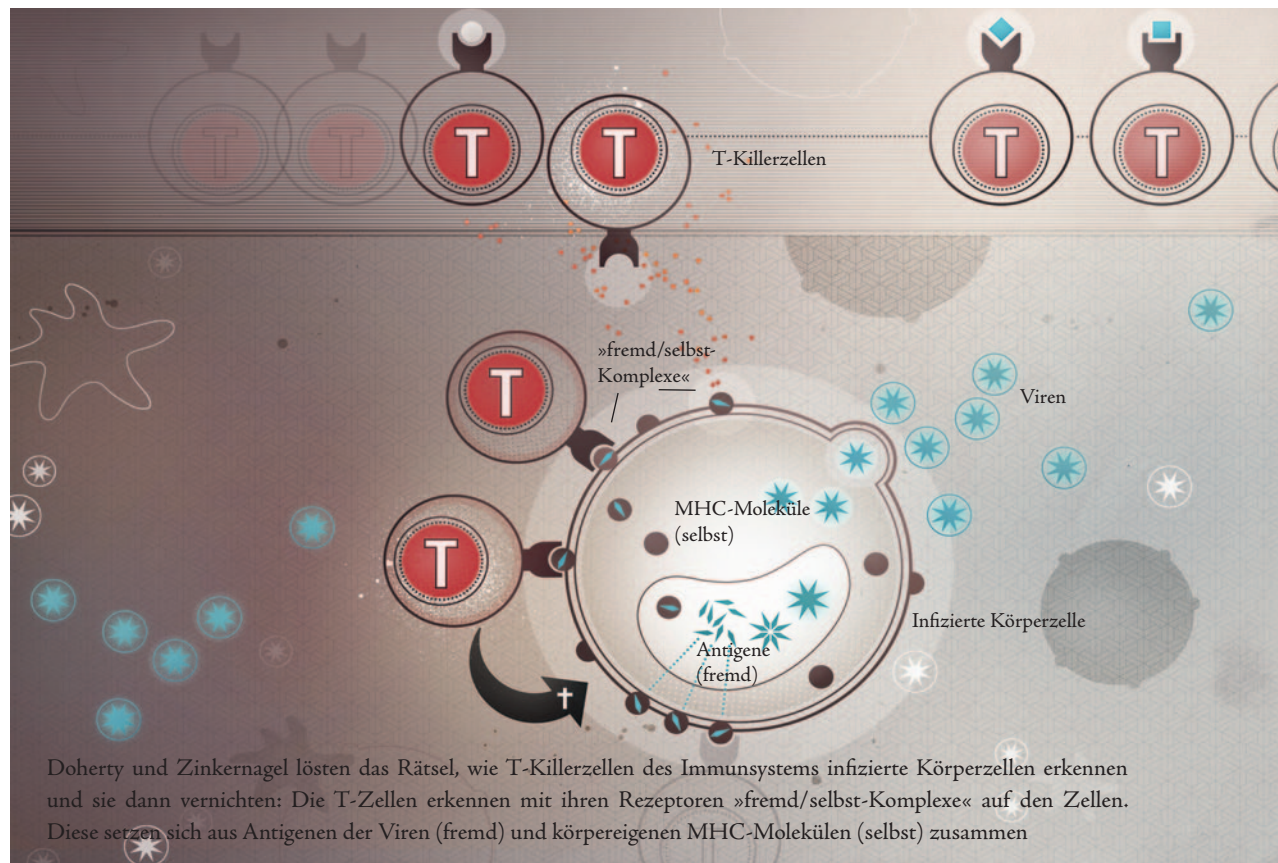 T T T T T T
T-Killerzellen
»fremd/selbst-
Komplexe«
T
Viren
MHC-Moleküle
(selbst)
T
Infizierte Körperzelle
Antigene
(fremd)
Doherty und Zinkernagel lösten das Rätsel, wie T-Killerzellen des Immunsystems infizierte Körperzellen erkennen
und sie dann vernichten: Die T-Zellen erkennen mit ihren Rezeptoren »fremd/selbst-Komplexe« auf den Zellen.
Diese setzen sich aus Antigenen der Viren (fremd) und körpereigenen MHC-Molekülen (selbst) zusammen